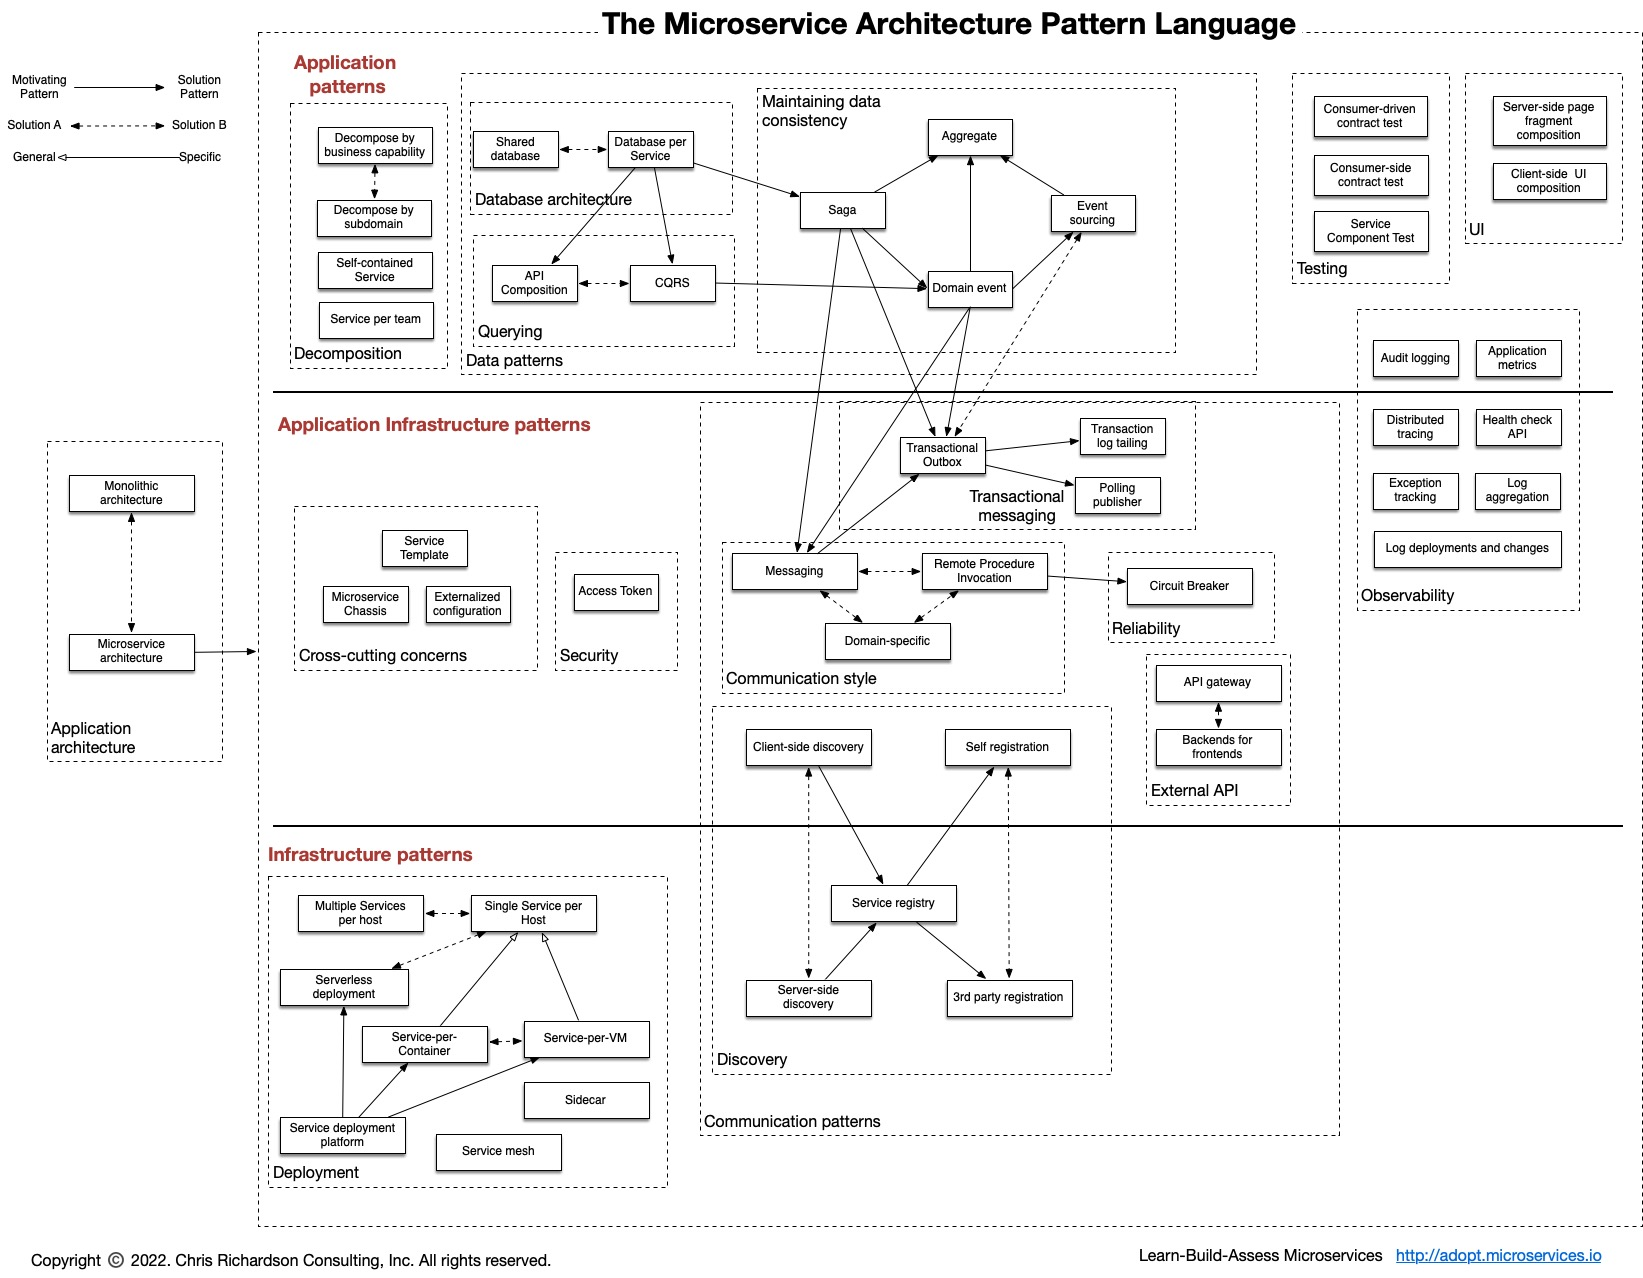 The Microservice Architecture Pattern Language
Motivating
Pattern
Solution
Pattern
Solution A
Solution B
General
Specific
Application
patterns
Decompose by
business capability
Decompose by
subdomain
Self-contained
Service
Service per team
Decomposition
Shared
database
Database per
Service
Database architecture
API
Composition
CQRS
Querying
Data patterns
Maintaining data
consistency
Aggregate
Saga
Event
sourcing
Domain event
Consumer-driven
contract test
Consumer-side
contract test
Service
Component Test
Testing
Server-side page
fragment
composition
Client-side UI
composition
UI
Audit logging
Application
metrics
Distributed
tracing
Health check
API
Exception
tracking
Log
aggregation
Log deployments and changes
Observability
Application Infrastructure patterns
Monolithic
architecture
Microservice
architecture
Application
architecture
Service
Template
Microservice
Chassis
Externalized
configuration
Cross-cutting concerns
Access Token
Security
Transactional
Outbox
Transaction
log tailing
Polling
publisher
Transactional
messaging
Messaging
Remote Procedure
Invocation
Domain-specific
Communication style
Circuit Breaker
Reliability
API gateway
Backends for
frontends
External API
Client-side discovery
Self registration
Service registry
Server-side
discovery
3rd party registration
Discovery
Communication patterns
Infrastructure patterns
Multiple Services
per host
Single Service per
Host
Serverless
deployment
Service-per-
Container
Service-per-VM
Sidecar
Service deployment
platform
Service mesh
Deployment
Copyright © 2022. Chris Richardson Consulting, Inc. All rights reserved.
Learn-Build-Assess Microservices http://adopt.microservices.io